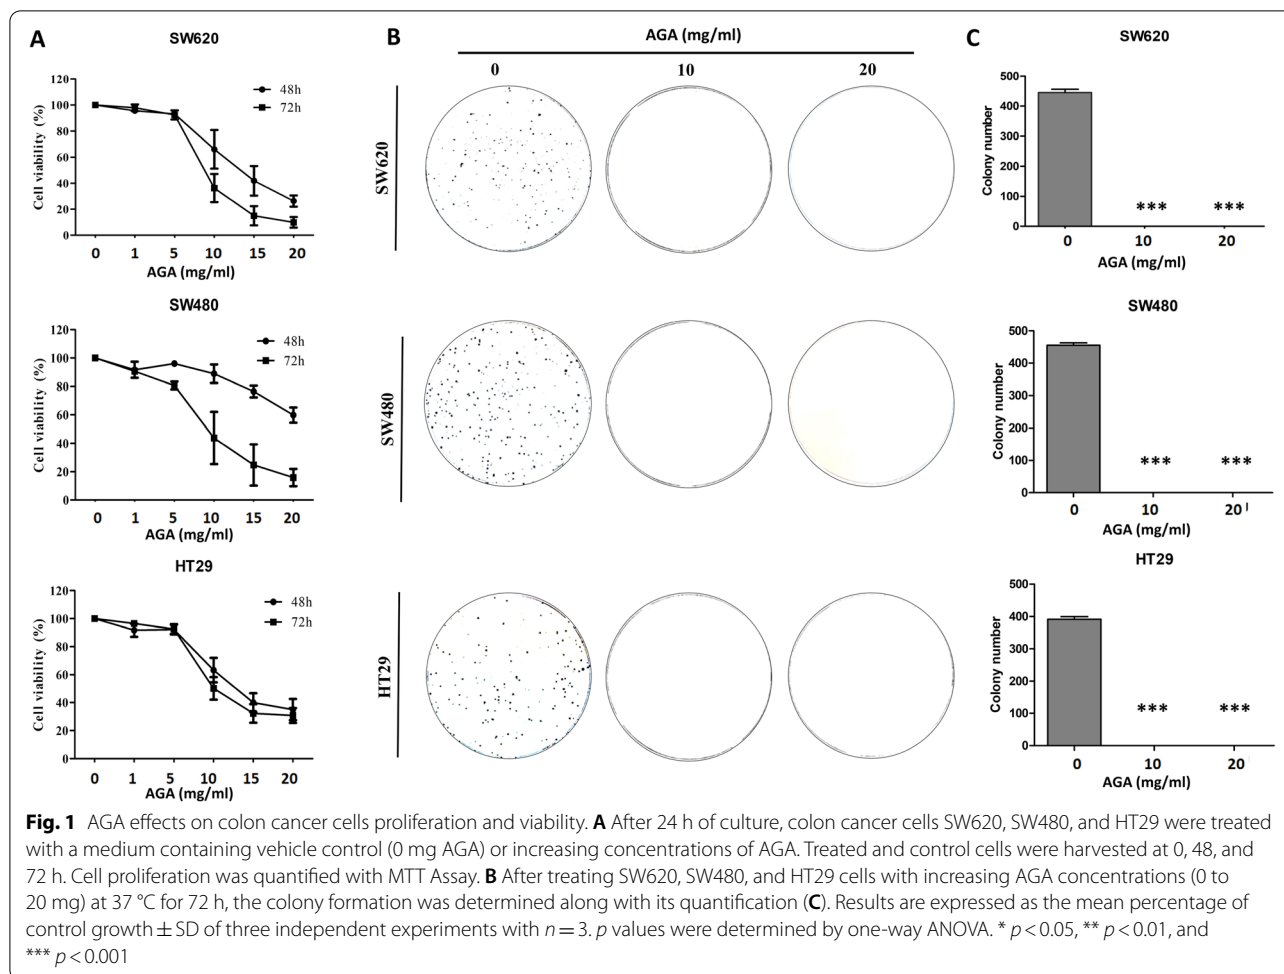 A
SW620
120
100
80
60
40
20
0
Cell viability (%)
48h
72h
0 1 5 10 15 20
AGA (mg/ml)
SW480
120
100
80
60
40
20
0
Cell viability (%)
48h
72h
0 1 5 10 15 20
AGA (mg/ml)
HT29
120
100
80
60
40
20
0
Cell viability (%)
48h
72h
0 1 5 10 15 20
AGA (mg/ml)
B
AGA (mg/ml)
0 10 20
SW620
SW480
HT29
C
SW620
500
400
300
200
100
0
Colony number
*** ***
0 10 20
AGA (mg/ml)
SW480
500
400
300
200
100
0
Colony number
*** ***
0 10 20
AGA (mg/ml)
HT29
500
400
300
200
100
0
Colony number
*** ***
0 10 20
AGA (mg/ml)
Fig. 1 AGA effects on colon cancer cells proliferation and viability. A After 24 h of culture, colon cancer cells SW620, SW480, and HT29 were treated
with a medium containing vehicle control (0 mg AGA) or increasing concentrations of AGA. Treated and control cells were harvested at 0, 48, and
72 h. Cell proliferation was quantified with MTT Assay. B After treating SW620, SW480, and HT29 cells with increasing AGA concentrations (0 to
20 mg) at 37 °C for 72 h, the colony formation was determined along with its quantification (C). Results are expressed as the mean percentage of
control growth ± SD of three independent experiments with n = 3. p values were determined by one-way ANOVA. * p < 0.05, ** p < 0.01, and
*** p < 0.001